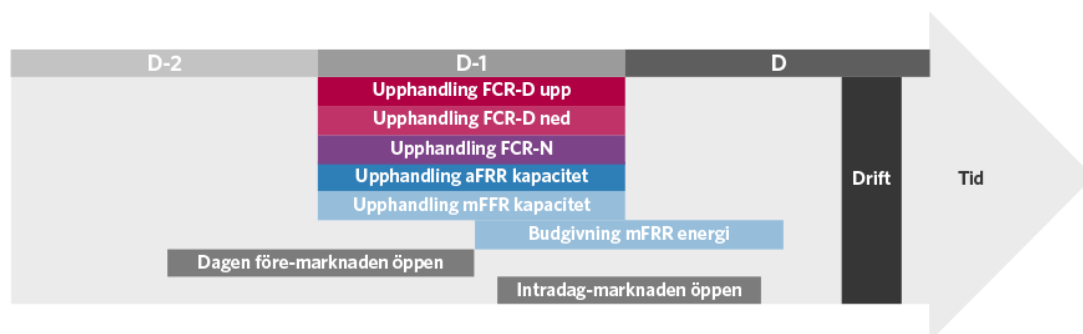 D-2
D-1
D
Upphandling FCR-D upp
Upphandling FCR-D ned
Upphandling FCR-N
Upphandling aFRR kapacitet
Drift
Tid
Upphandling mFFR kapacitet
Budgivning mFRR energi
Dagen före-marknaden öppen
Intradag-marknaden öppen